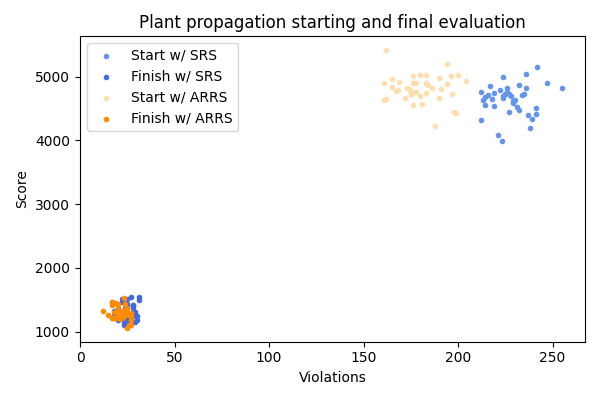 Plant propagation starting and final evaluation
Start w/ SRS
Finish w/ SRS
Start w/ ARRS
Finish w/ ARRS
Score
5000
4000
3000
2000
1000
0 50 100 150 200 250
Violations